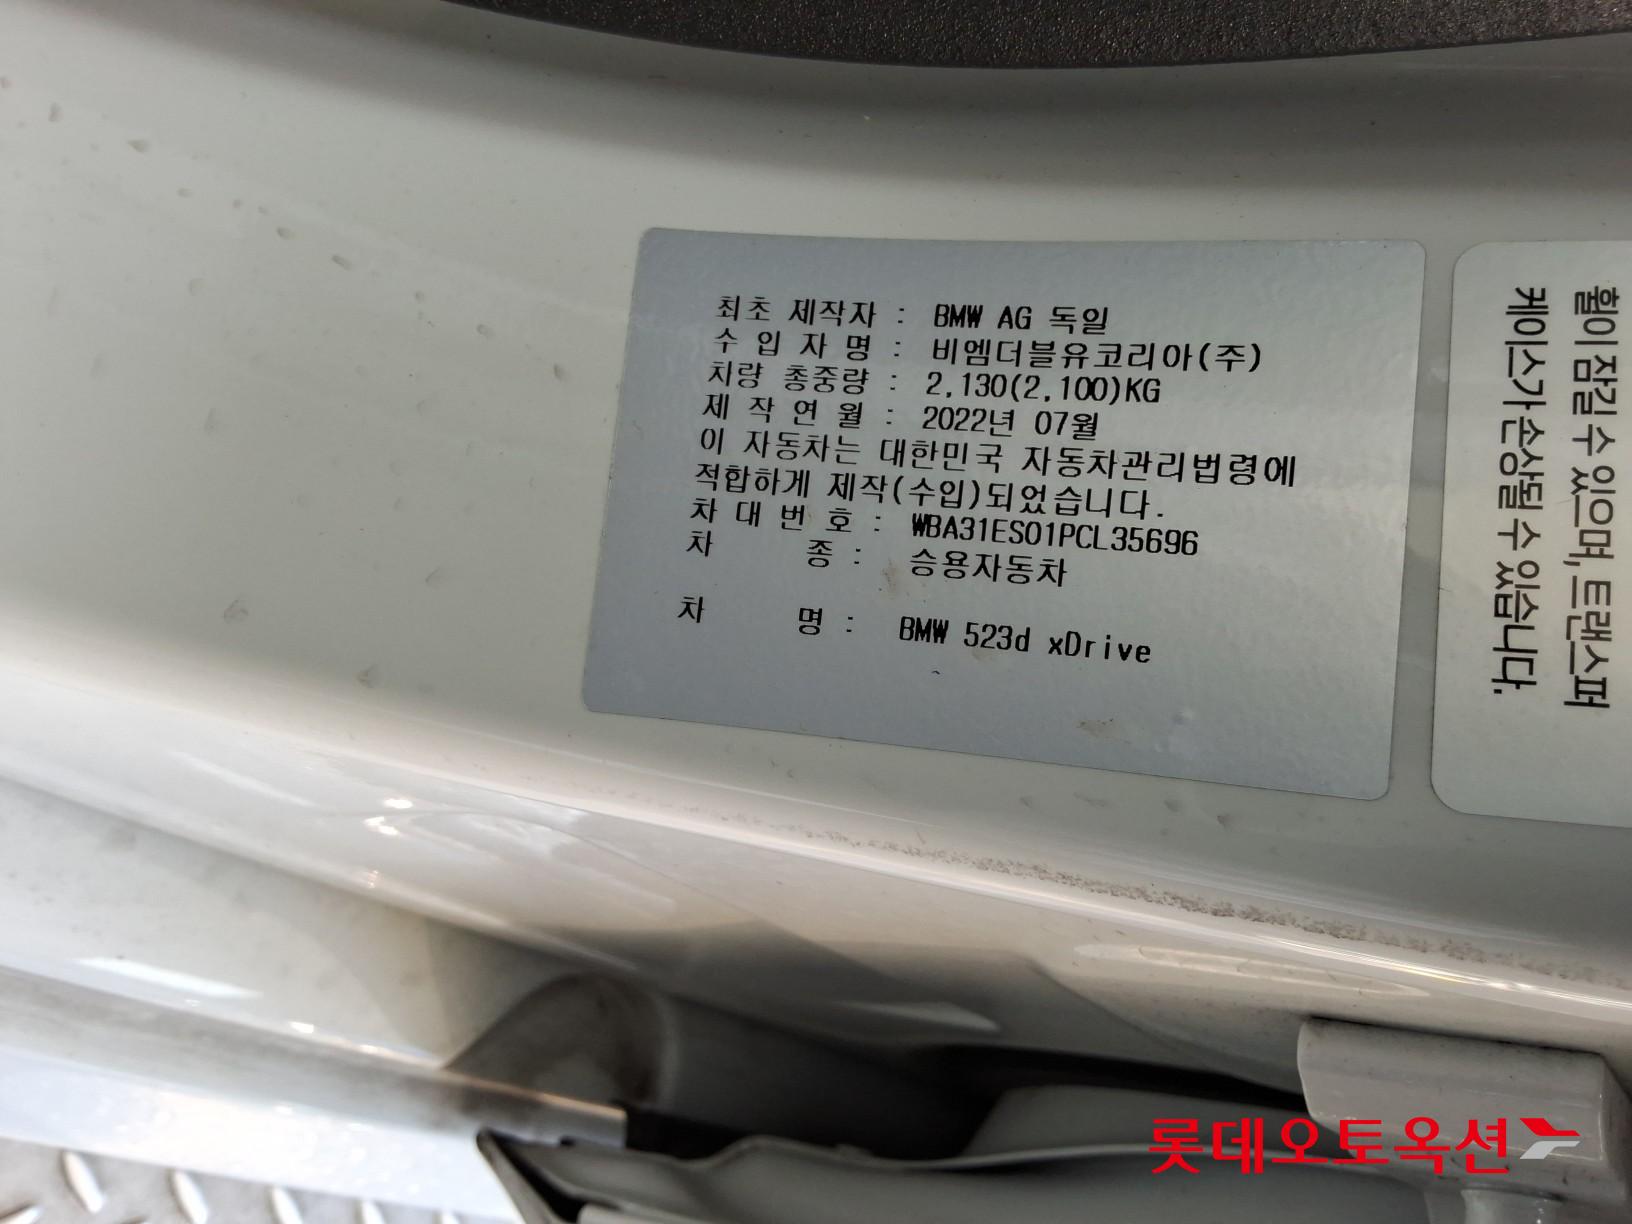 최초 제작자 : BMW AG 독일
수 입 자 명 : 비엠더블유코리아(주)
차량 총중량 : 2,130(2,100)KG
제 작 연 월 : 2022년 07월
이 자동차는 대한민국 자동차관리법령에
적합하게 제작(수입)되었습니다.
차 대 번 호 : WBA31ES01PCL35696
차 종 : 승용자동차
차 명 : BMW 523d xDrive
휠이 잠길 수 있으며, 트랜스퍼
케이스가 손상될 수 있습니다.
롯데오토옥션